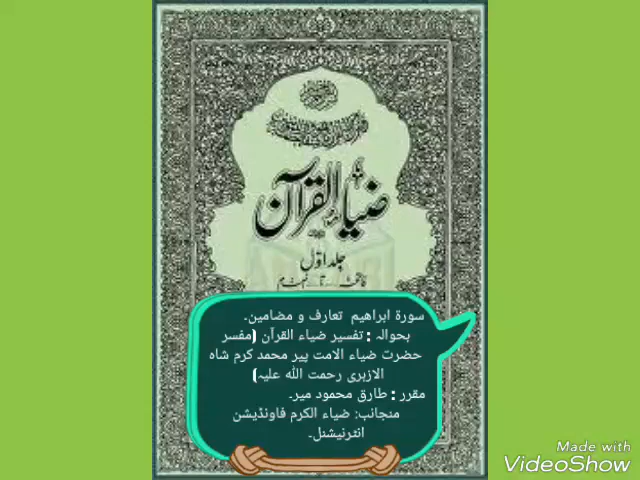 ضیاء القرآن
جلد اوّل
سورۃ ابراھیم تعارف و مضامین۔
بحوالہ : تفسیر ضیاء القرآن (مفسر
حضرت ضیاء الامت پیر محمد کرم شاہ
الازہری رحمت اللہ علیہ)
مقرر : طارق محمود میر۔
منجانب: ضیاء الکرم فاونڈیشن
انٹرنیشنل۔
Made with
VideoShow